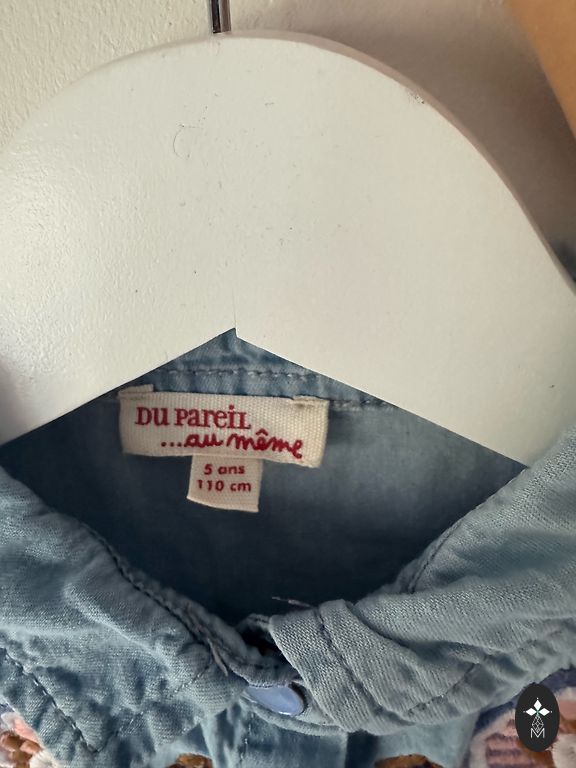 DU PAREIL
...au même
5 ans
110 cm
M